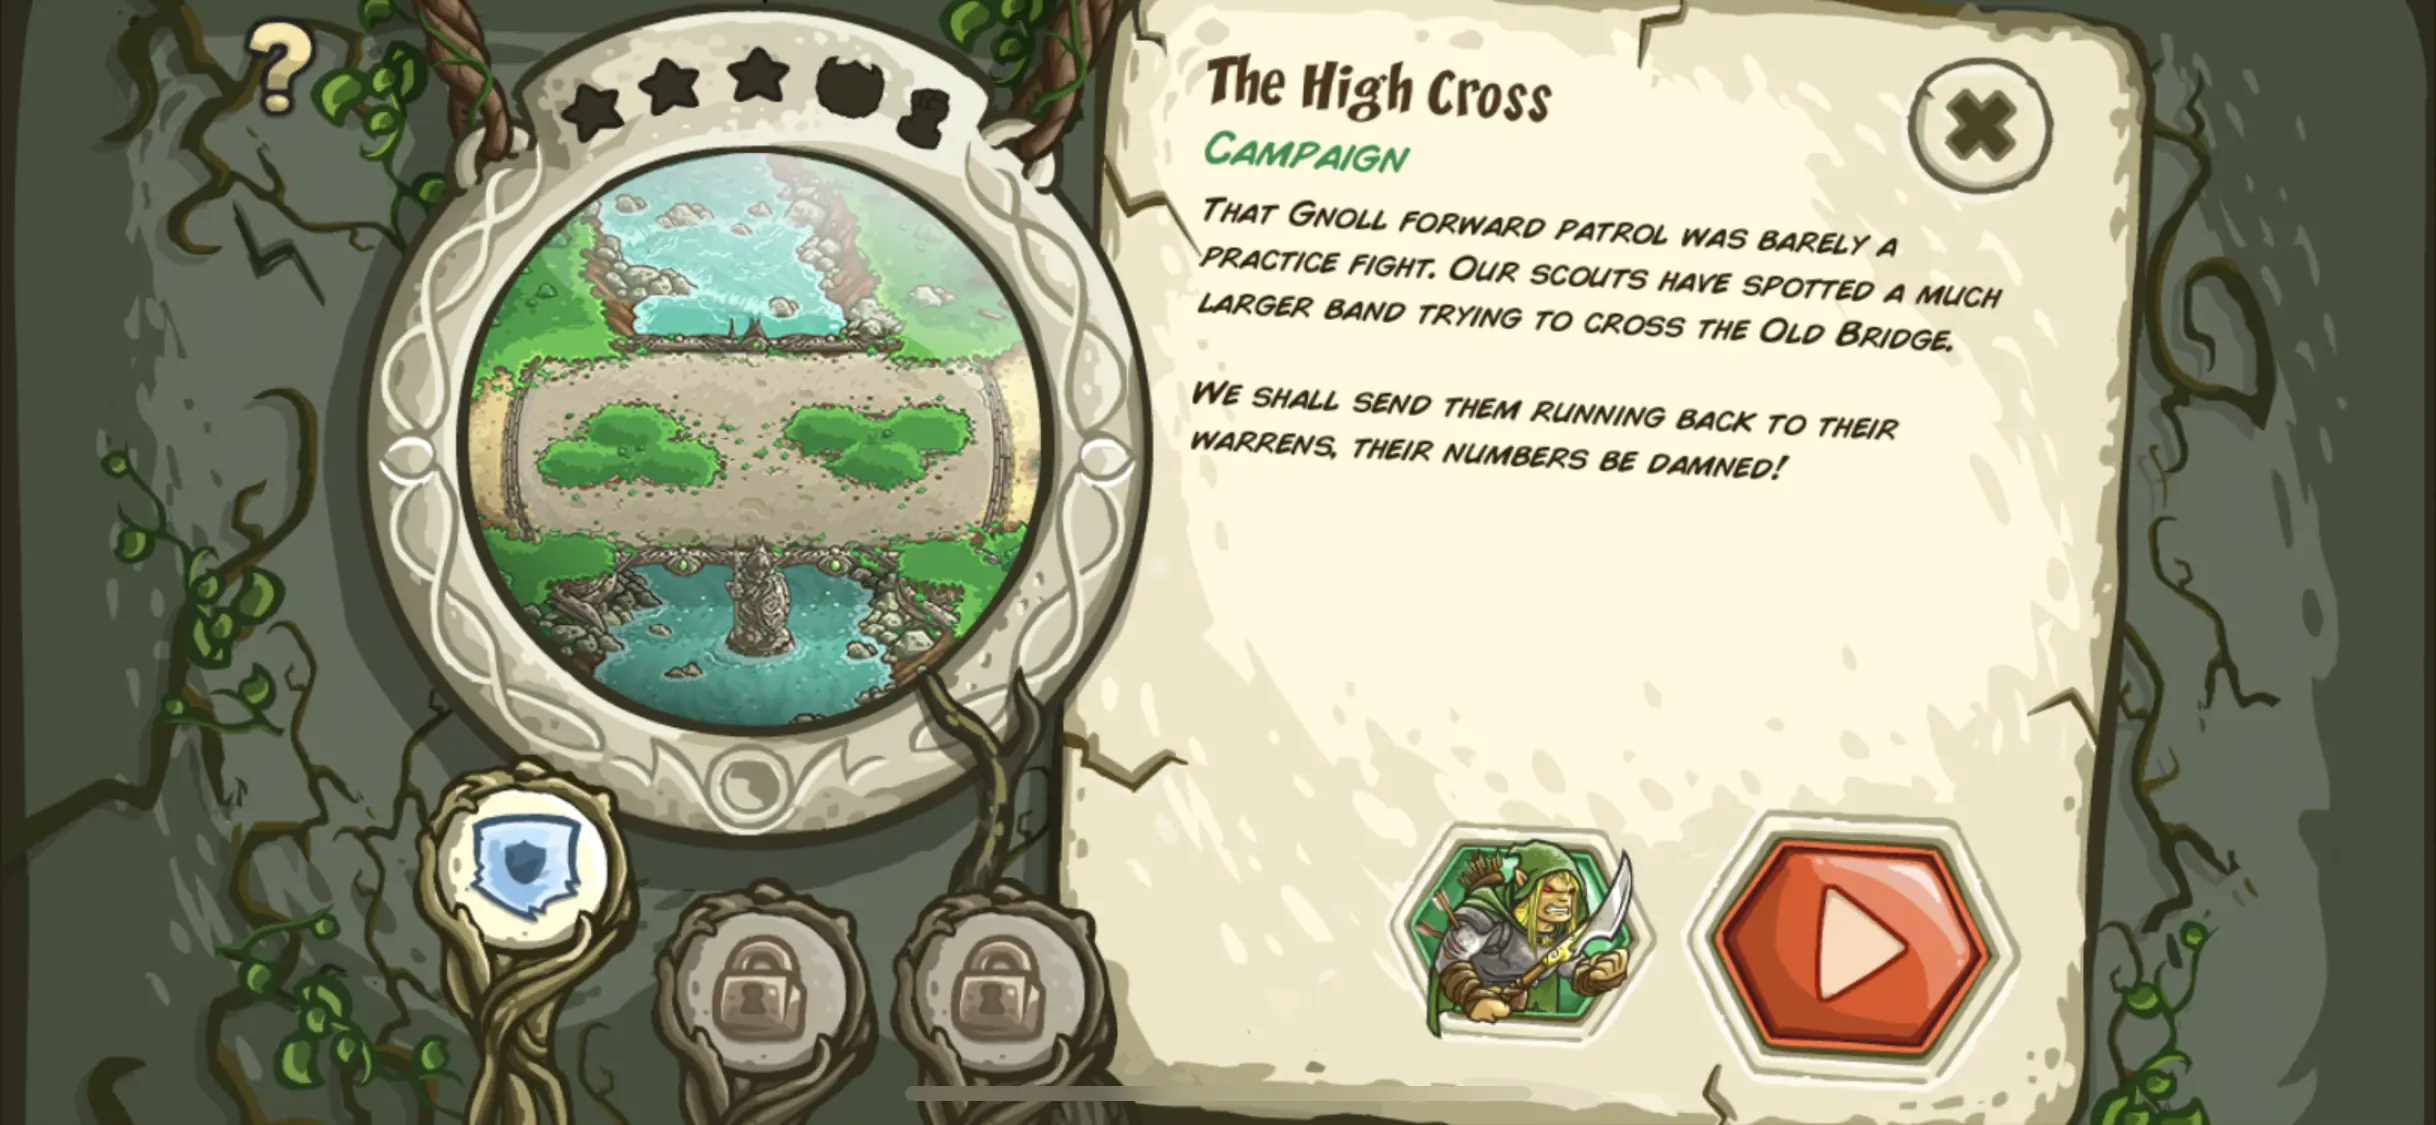 ?
The High Cross
Campaign
That Gnoll forward patrol was barely a
practice fight. Our scouts have spotted a much
larger band trying to cross the Old Bridge.
We shall send them running back to their
warrens, their numbers be damned!